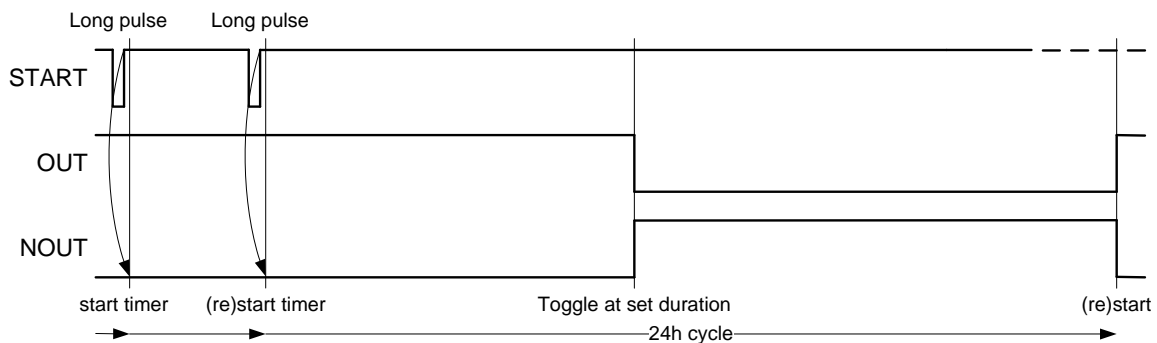 Long pulse
Long pulse
START
OUT
NOUT
start timer
(re)start timer
Toggle at set duration
(re)start
24h cycle